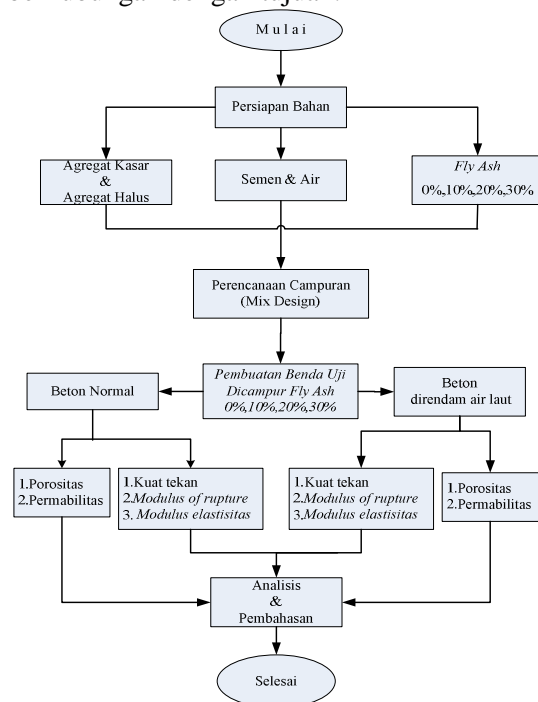 M u l a i
Persiapan Bahan
Agregat Kasar
&
Agregat Halus
Semen & Air
Fly Ash
0%,10%,20%,30%
Perencanaan Campuran
(Mix Design)
Pembuatan Benda Uji
Dicampur Fly Ash
0%,10%,20%,30%
Beton Normal
Beton
direndam air laut
1.Porositas
2.Permabilitas
1.Kuat tekan
2.Modulus of rupture
3. Modulus elastisitas
1.Kuat tekan
2.Modulus of rupture
3. Modulus elastisitas
1.Porositas
2.Permabilitas
Analisis
&
Pembahasan
Selesai